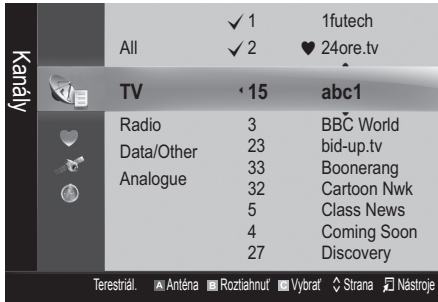 Kanály
✓ 1 1futech
All ✓ 2 ♥ 24ore.tv
TV ◂ 15 abc1
Radio 3 BBC World
Data/Other 23 bid-up.tv
Analogue 33 Boonerang
32 Cartoon Nwk
5 Class News
4 Coming Soon
27 Discovery
Terestriál. A Anténa B Roztiahnuť C Vybrať Strana Nástroje